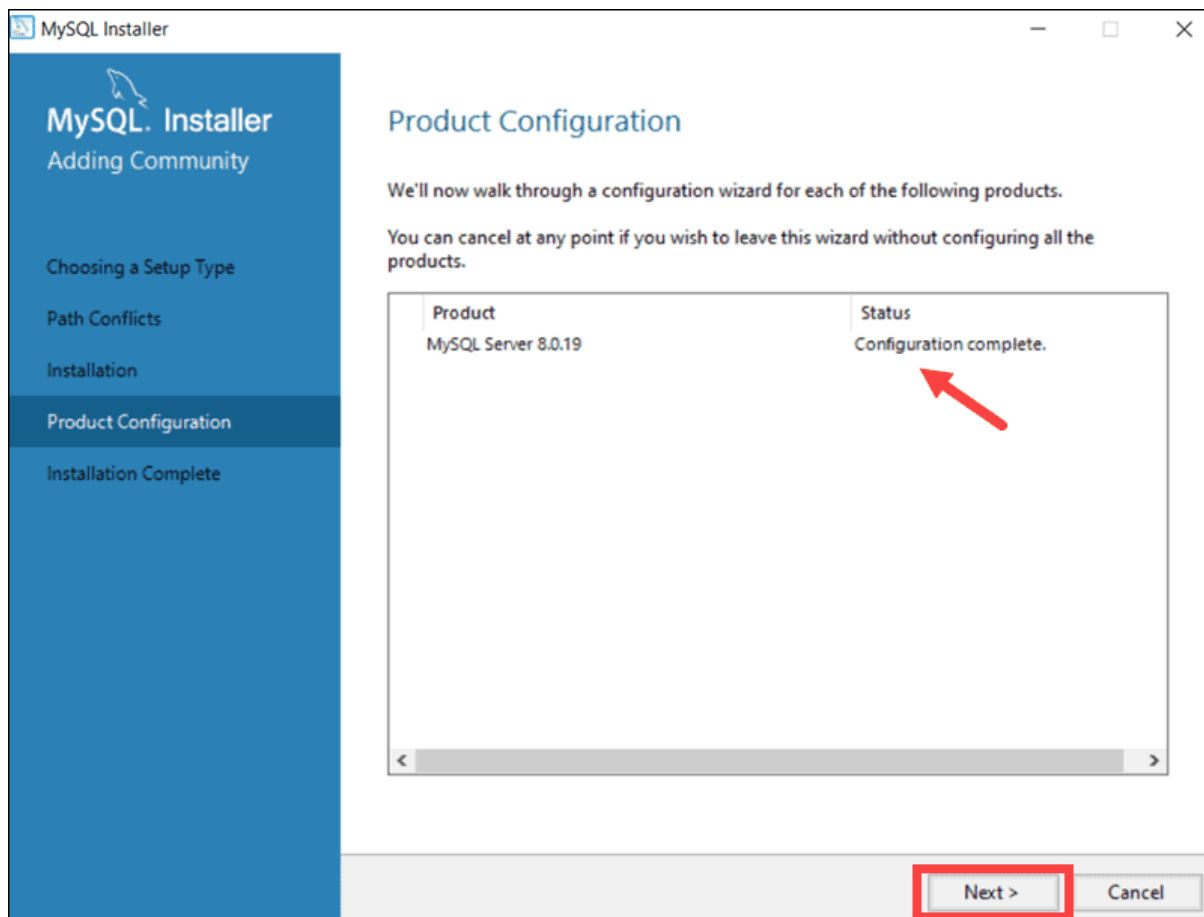 MySQL Installer
MySQL. Installer
Adding Community
Choosing a Setup Type
Path Conflicts
Installation
Product Configuration
Installation Complete
Product Configuration
We'll now walk through a configuration wizard for each of the following products.
You can cancel at any point if you wish to leave this wizard without configuring all the
products.
Product Status
MySQL Server 8.0.19 Configuration complete.
Next > Cancel